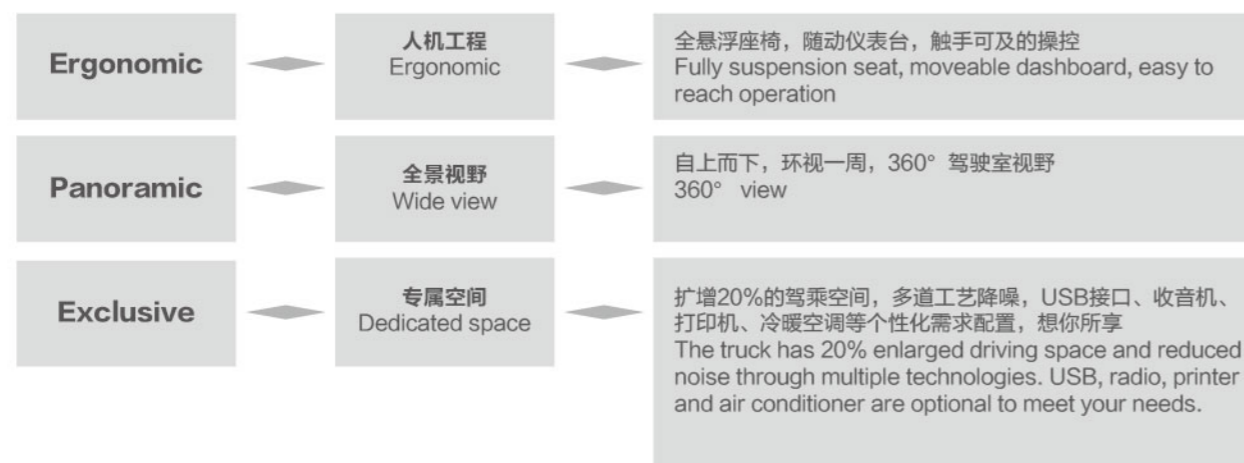 Ergonomic
人机工程
Ergonomic
全悬浮座椅，随动仪表台，触手可及的操控
Fully suspension seat, moveable dashboard, easy to
reach operation
Panoramic
全景视野
Wide view
自上而下，环视一周，360° 驾驶室视野
360° view
Exclusive
专属空间
Dedicated space
扩增20%的驾乘空间，多道工艺降噪，USB接口、收音机、
打印机、冷暖空调等个性化需求配置，想你所享
The truck has 20% enlarged driving space and reduced
noise through multiple technologies. USB, radio, printer
and air conditioner are optional to meet your needs.